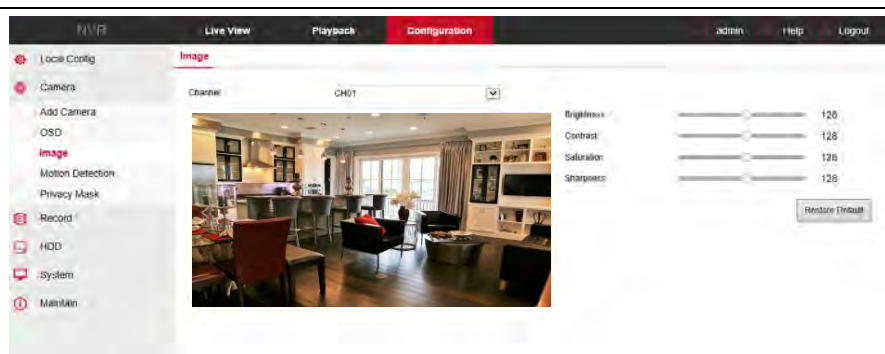 NVR Live View Playback Configuration admin Help Logout
Local Config
Image
Camera
Channel CH01
Add Camera
OSD
Image
Motion Detection
Privacy Mask
Record
HDD
System
Maintain
Brightness 128
Contrast 128
Saturation 128
Sharpness 128
Restore Default